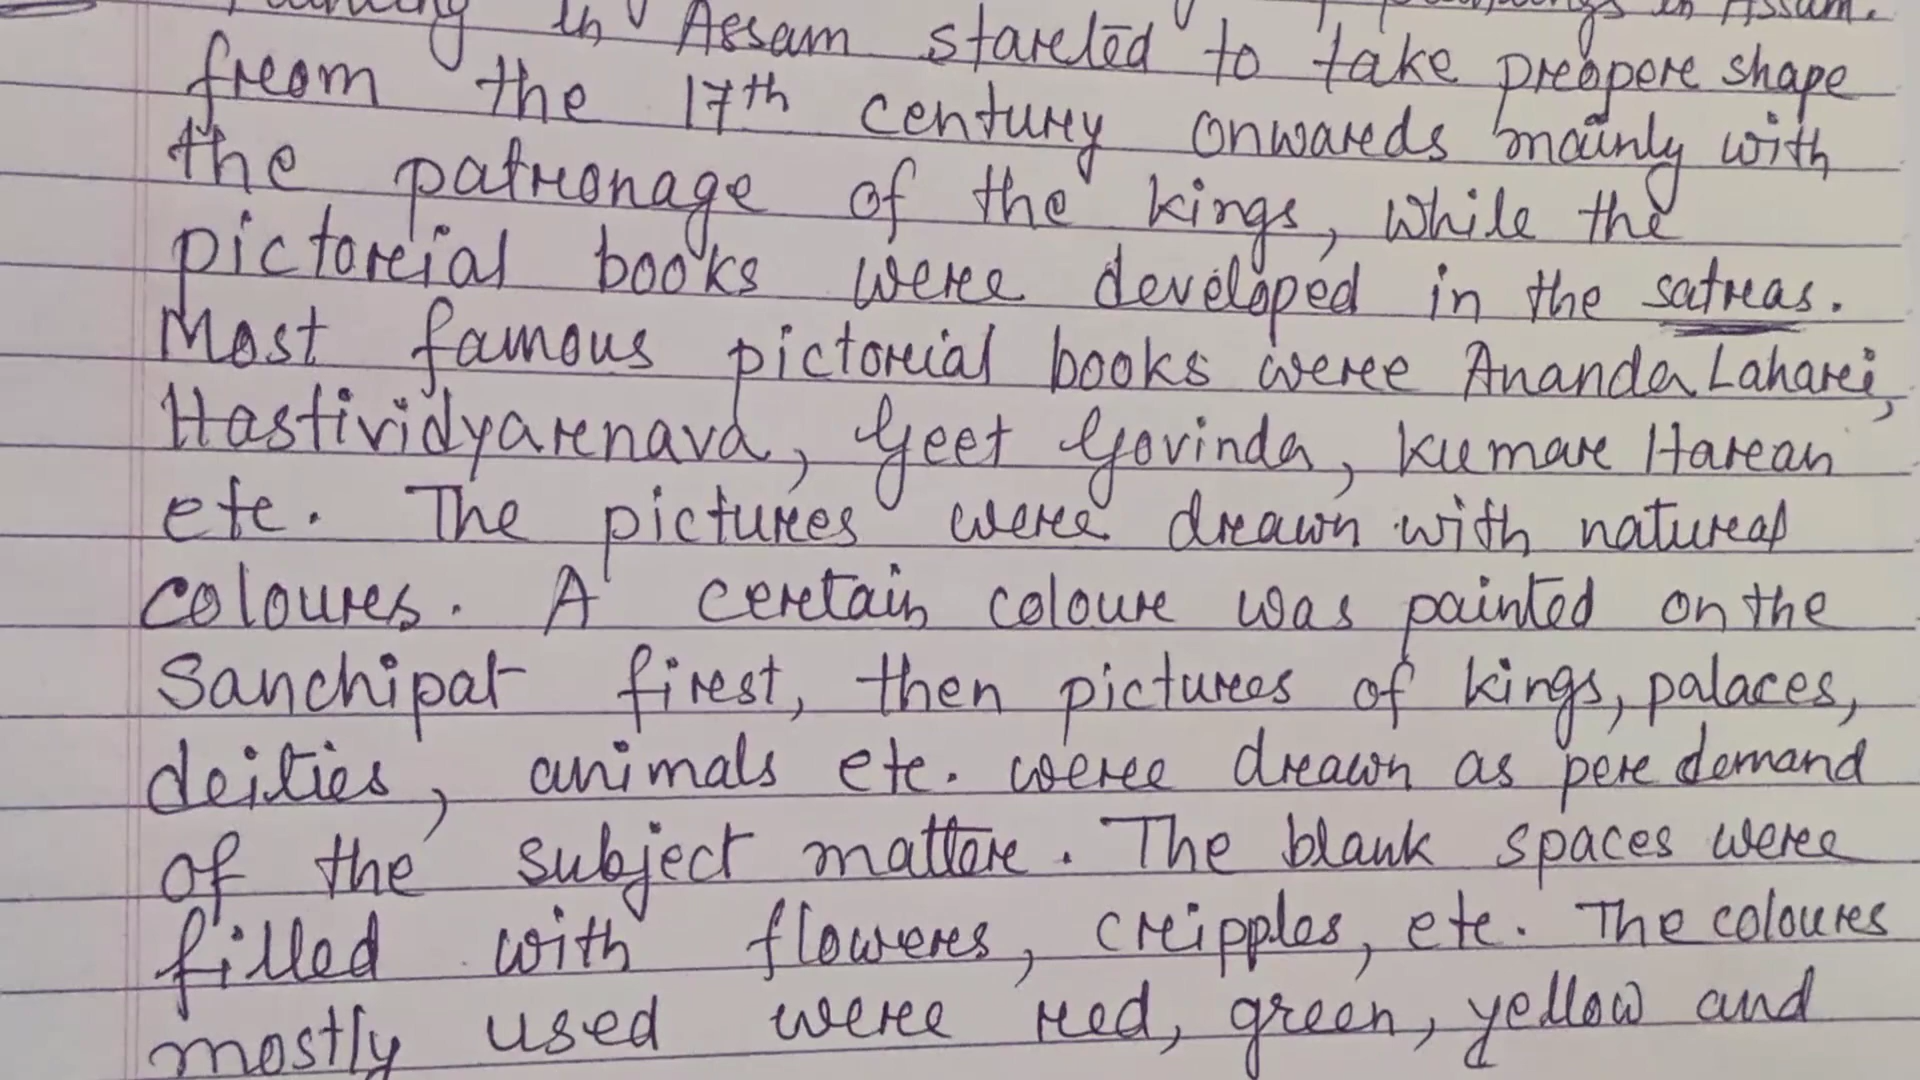 paintings in Assam.
Painting in Assam started to take proper shape
from the 17th century onwards mainly with
the patronage of the kings, while the
pictorial books were developed in the satras.
Most famous pictorial books were Ananda Lahari,
Hastividyarnava, Geet Govinda, Kumar Haran
etc. The pictures were drawn with natural
colours. A certain colour was painted on the
Sanchipat first, then pictures of kings, palaces,
deities, animals etc. were drawn as per demand
of the subject matter. The blank spaces were
filled with flowers, cripples, etc. The colours
mostly used were red, green, yellow and